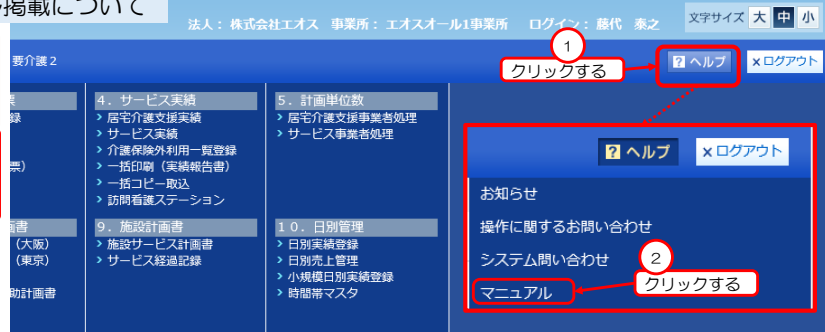 掲載について
法人：株式会社エオス 事業所：エオスオール1事業所 ログイン：藤代 泰之
文字サイズ 大 中 小
要介護２
1
クリックする
? ヘルプ
×ログアウト
録
票）
４．サービス実績
> 居宅介護支援実績
> サービス実績
> 介護保険外利用一覧登録
> 一括印刷（実績報告書）
> 一括コピー取込
> 訪問看護ステーション
５．計画単位数
> 居宅介護支援事業者処理
> サービス事業者処理
画書
（大阪）
（東京）
助計画書
９．施設計画書
> 施設サービス計画書
> サービス経過記録
１０．日別管理
> 日別実績登録
> 日別売上管理
> 小規模日別実績登録
> 時間帯マスタ
? ヘルプ
×ログアウト
お知らせ
操作に関するお問い合わせ
システム問い合わせ
2
クリックする
マニュアル